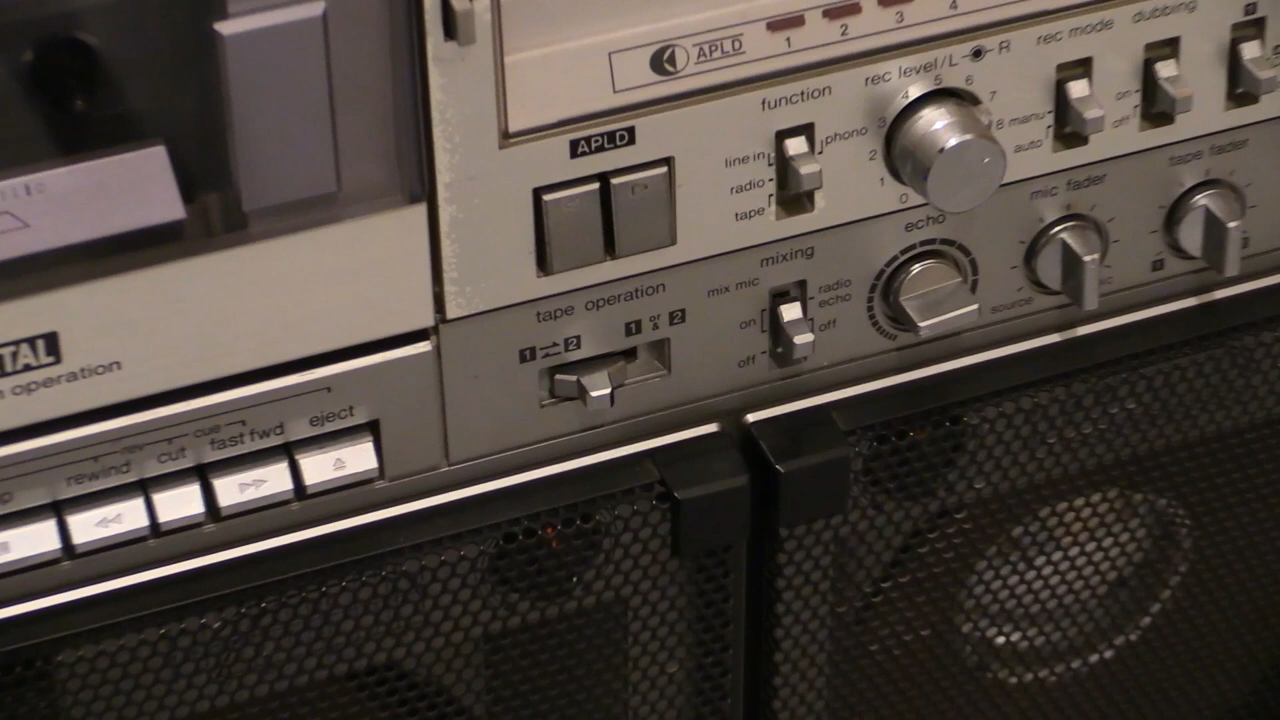 APLD
1 2 3 4
APLD
function
line in
radio
tape
phono
rec level/L R
0 1 2 3 4 5 6 7 8
rec mode
manu
auto
dubbing
on
off
tape operation
1 2
1 or & 2
mixing
mix mic
on
off
radio
echo
off
echo
mic fader
source
tape fader
1
TAL
operation
rewind
rev
cut
cue
fast fwd
eject